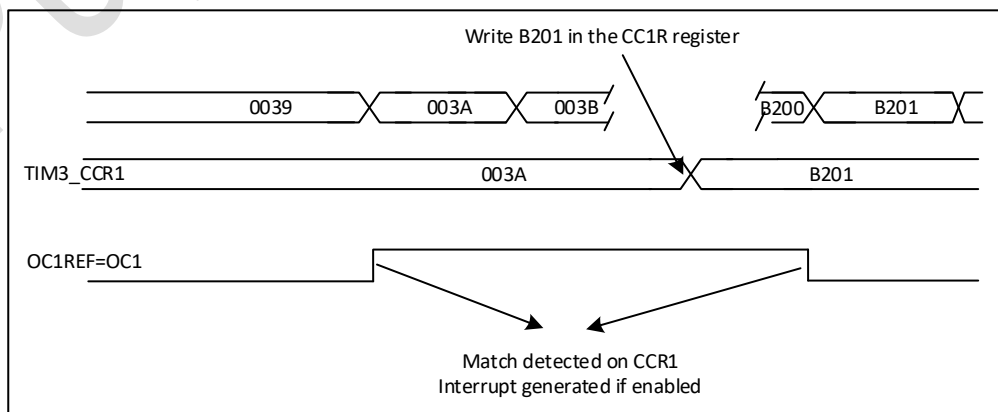 Write B201 in the CC1R register
0039 003A 003B B200 B201
TIM3_CCR1 003A B201
OC1REF=OC1
Match detected on CCR1
Interrupt generated if enabled